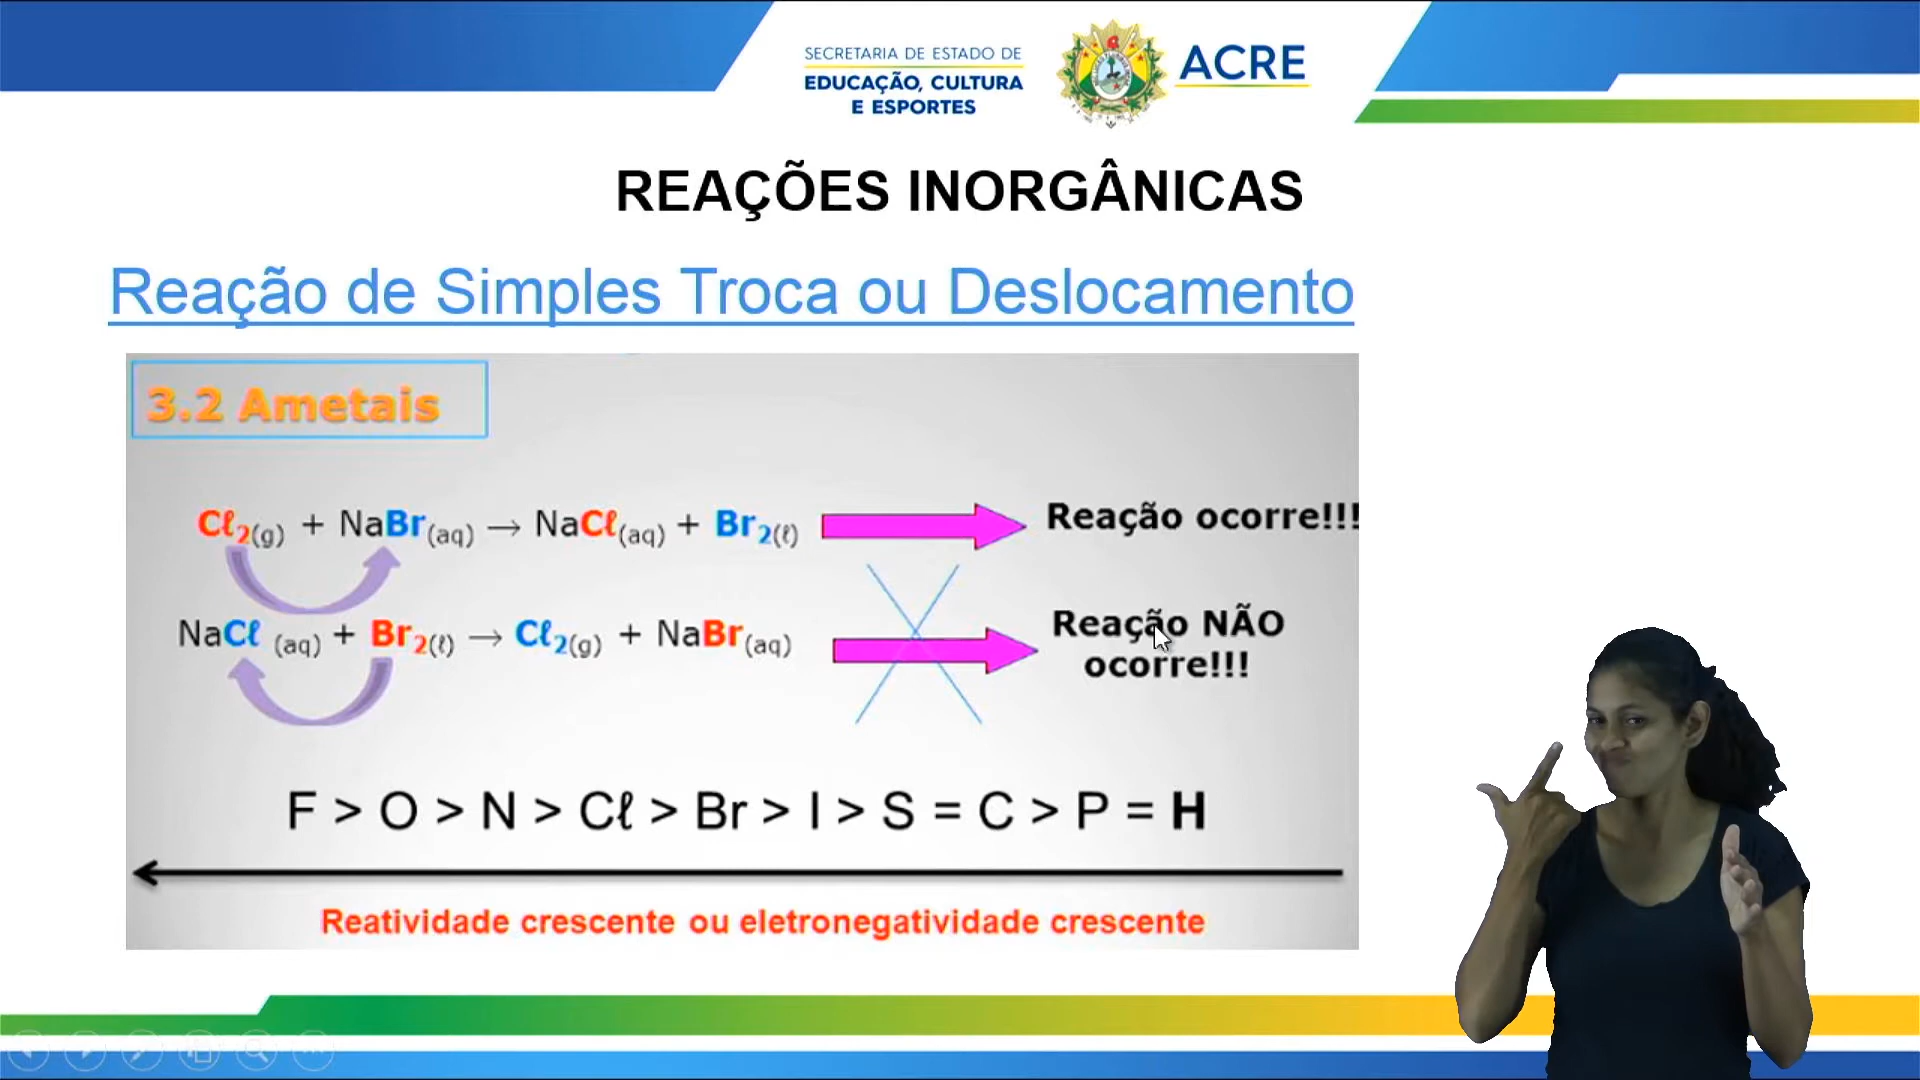 SECRETARIA DE ESTADO DE
EDUCAÇÃO, CULTURA
E ESPORTES
ACRE
REAÇÕES INORGÂNICAS
Reação de Simples Troca ou Deslocamento
3.2 Ametais
Cℓ₂(g) + NaBr(aq) → NaCℓ(aq) + Br₂(ℓ)
Reação ocorre!!!
NaCℓ (aq) + Br₂(ℓ) → Cℓ₂(g) + NaBr(aq)
Reação NÃO
ocorre!!!
F > O > N > Cℓ > Br > I > S = C > P = H
Reatividade crescente ou eletronegatividade crescente